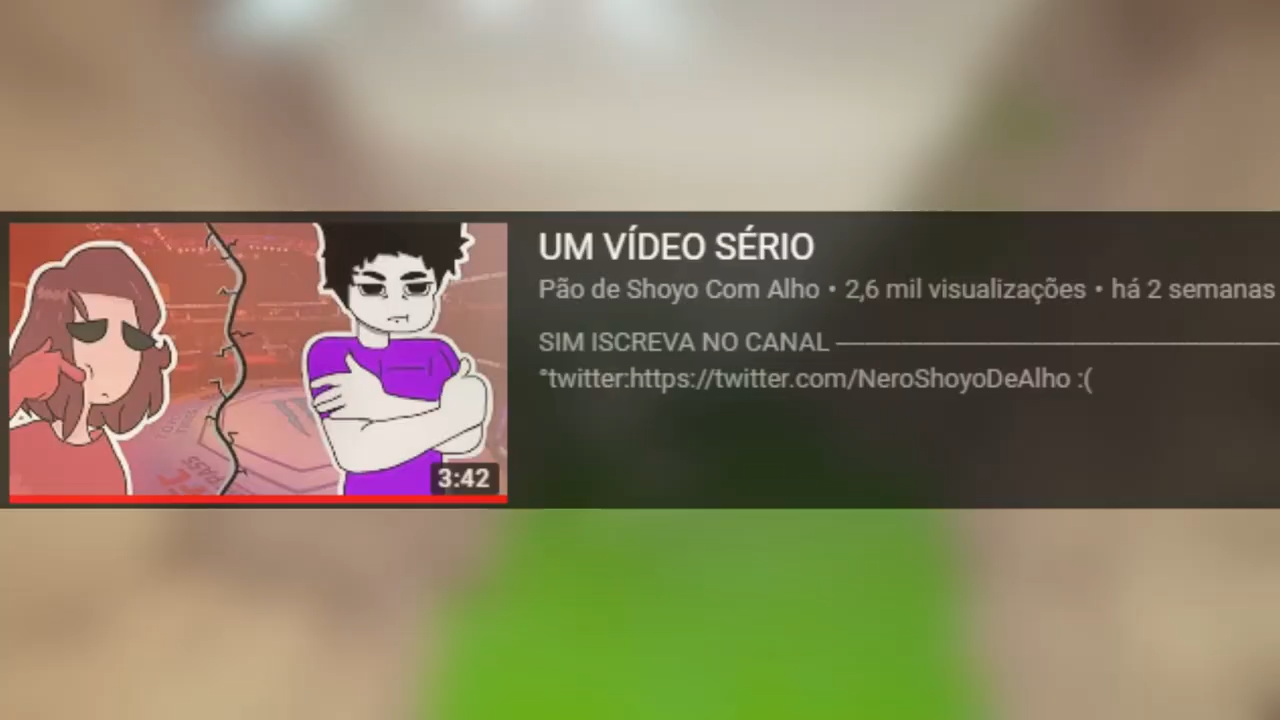 UM VÍDEO SÉRIO
Pão de Shoyo Com Alho • 2,6 mil visualizações • há 2 semanas
SIM ISCREVA NO CANAL ————————————————
°twitter:https://twitter.com/NeroShoyoDeAlho :(
3:42